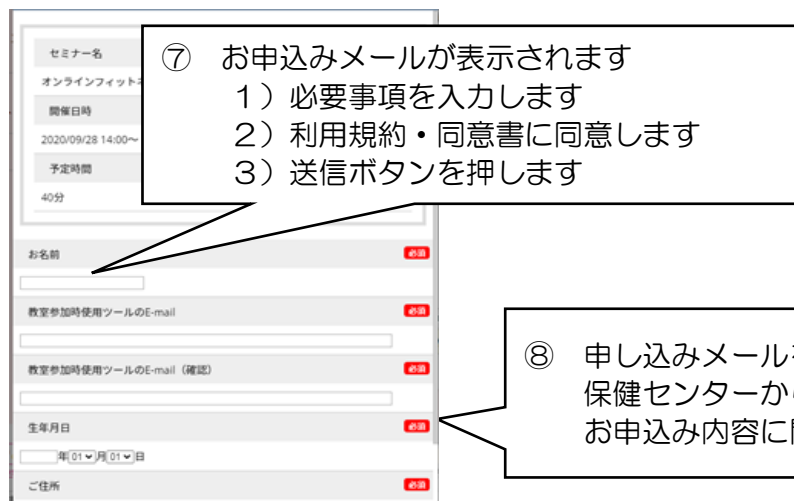 セミナー名
オンラインフィット
開催日時
2020/09/28 14:00～
予定時間
40分
⑦ お申込みメールが表示されます
１）必要事項を入力します
２）利用規約・同意書に同意します
３）送信ボタンを押します
お名前 必須
教室参加時使用ツールのE-mail 必須
教室参加時使用ツールのE-mail（確認） 必須
生年月日 必須
年 01 月 01 日
ご住所 必須
⑧ 申し込みメール
保健センターか
お申込み内容に